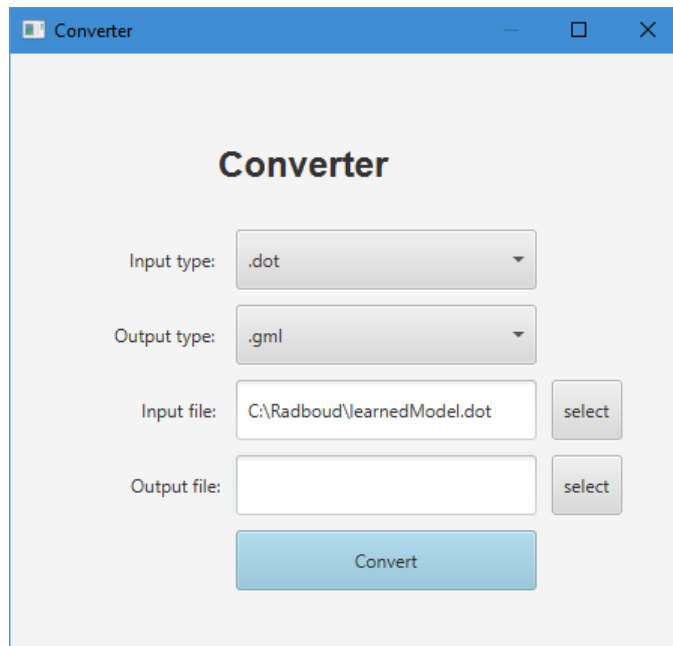 Converter
Converter
Input type: .dot
Output type: .gml
Input file: C:\Radboud\learnedModel.dot select
Output file: select
Convert